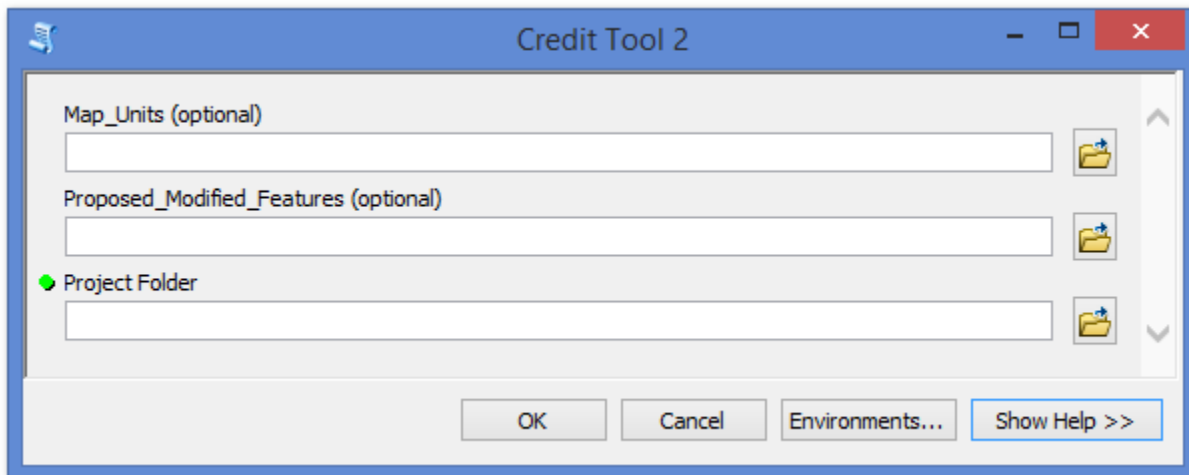 Credit Tool 2
Map_Units (optional)
Proposed_Modified_Features (optional)
Project Folder
OK Cancel Environments... Show Help >>